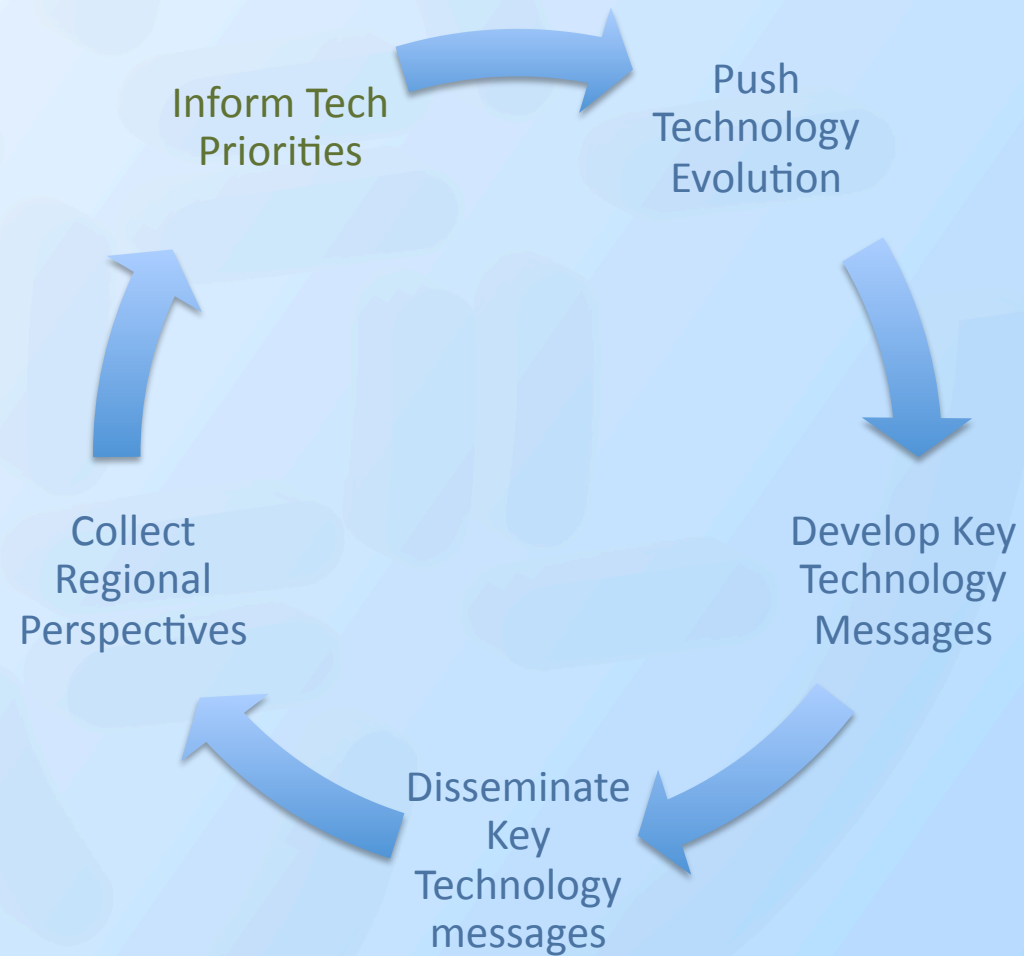 Inform Tech
Priorities
Push
Technology
Evolution
Develop Key
Technology
Messages
Disseminate
Key
Technology
messages
Collect
Regional
Perspectives